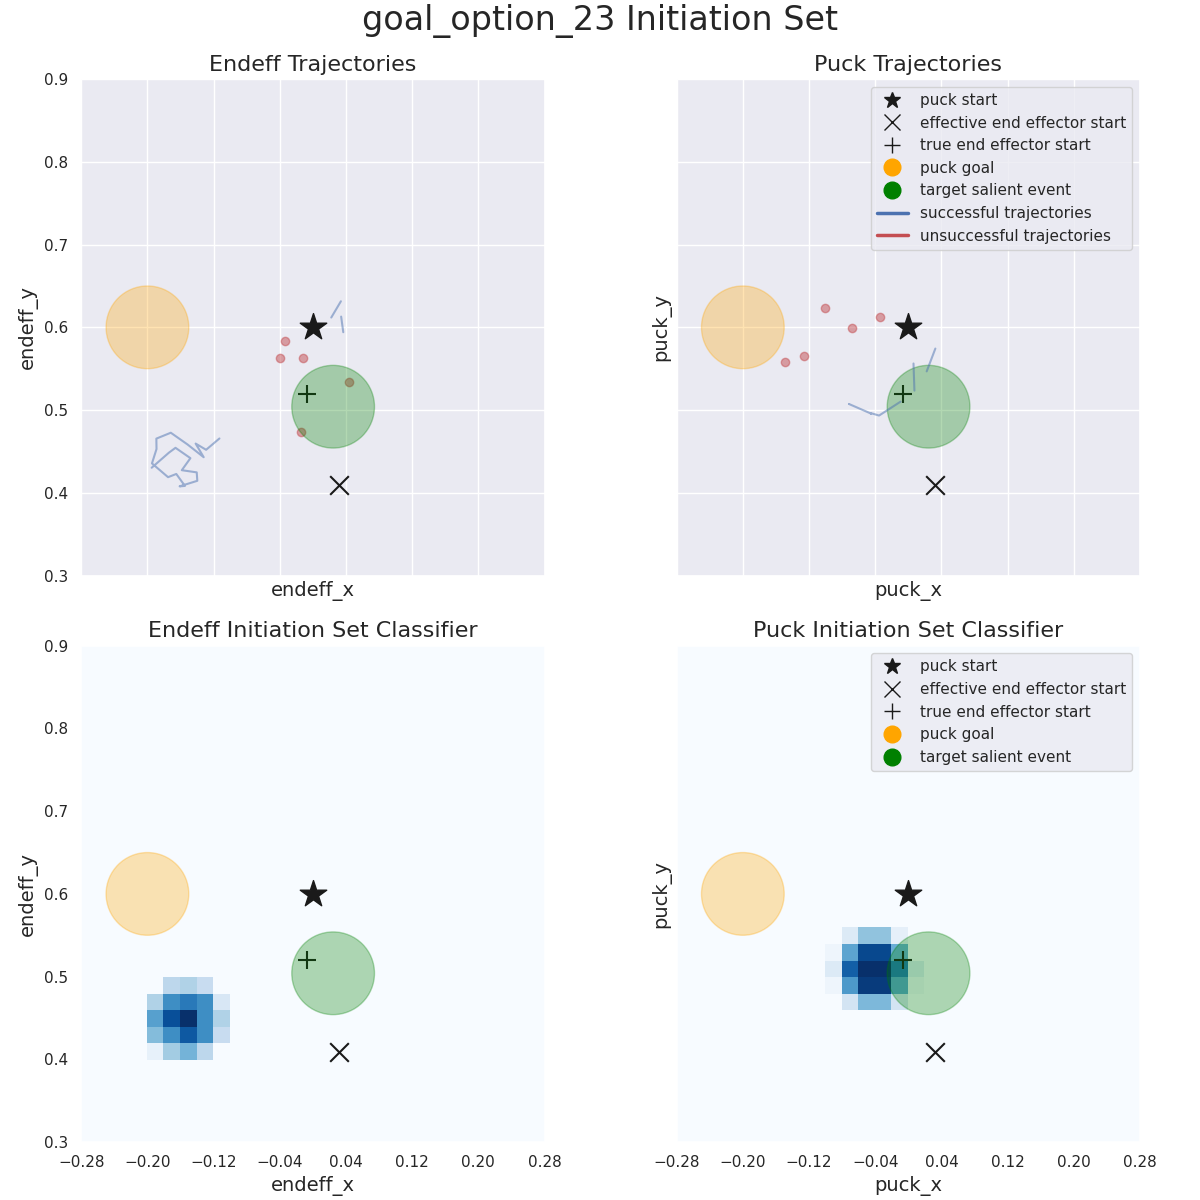 goal_option_23 Initiation Set
Endeff Trajectories
0.9
0.8
0.7
0.6
0.5
0.4
0.3
endeff_y
endeff_x
Puck Trajectories
puck start
effective end effector start
true end effector start
puck goal
target salient event
successful trajectories
unsuccessful trajectories
puck_y
puck_x
Endeff Initiation Set Classifier
0.9
0.8
0.7
0.6
0.5
0.4
0.3
endeff_y
−0.28 −0.20 −0.12 −0.04 0.04 0.12 0.20 0.28
endeff_x
Puck Initiation Set Classifier
puck start
effective end effector start
true end effector start
puck goal
target salient event
puck_y
−0.28 −0.20 −0.12 −0.04 0.04 0.12 0.20 0.28
puck_x